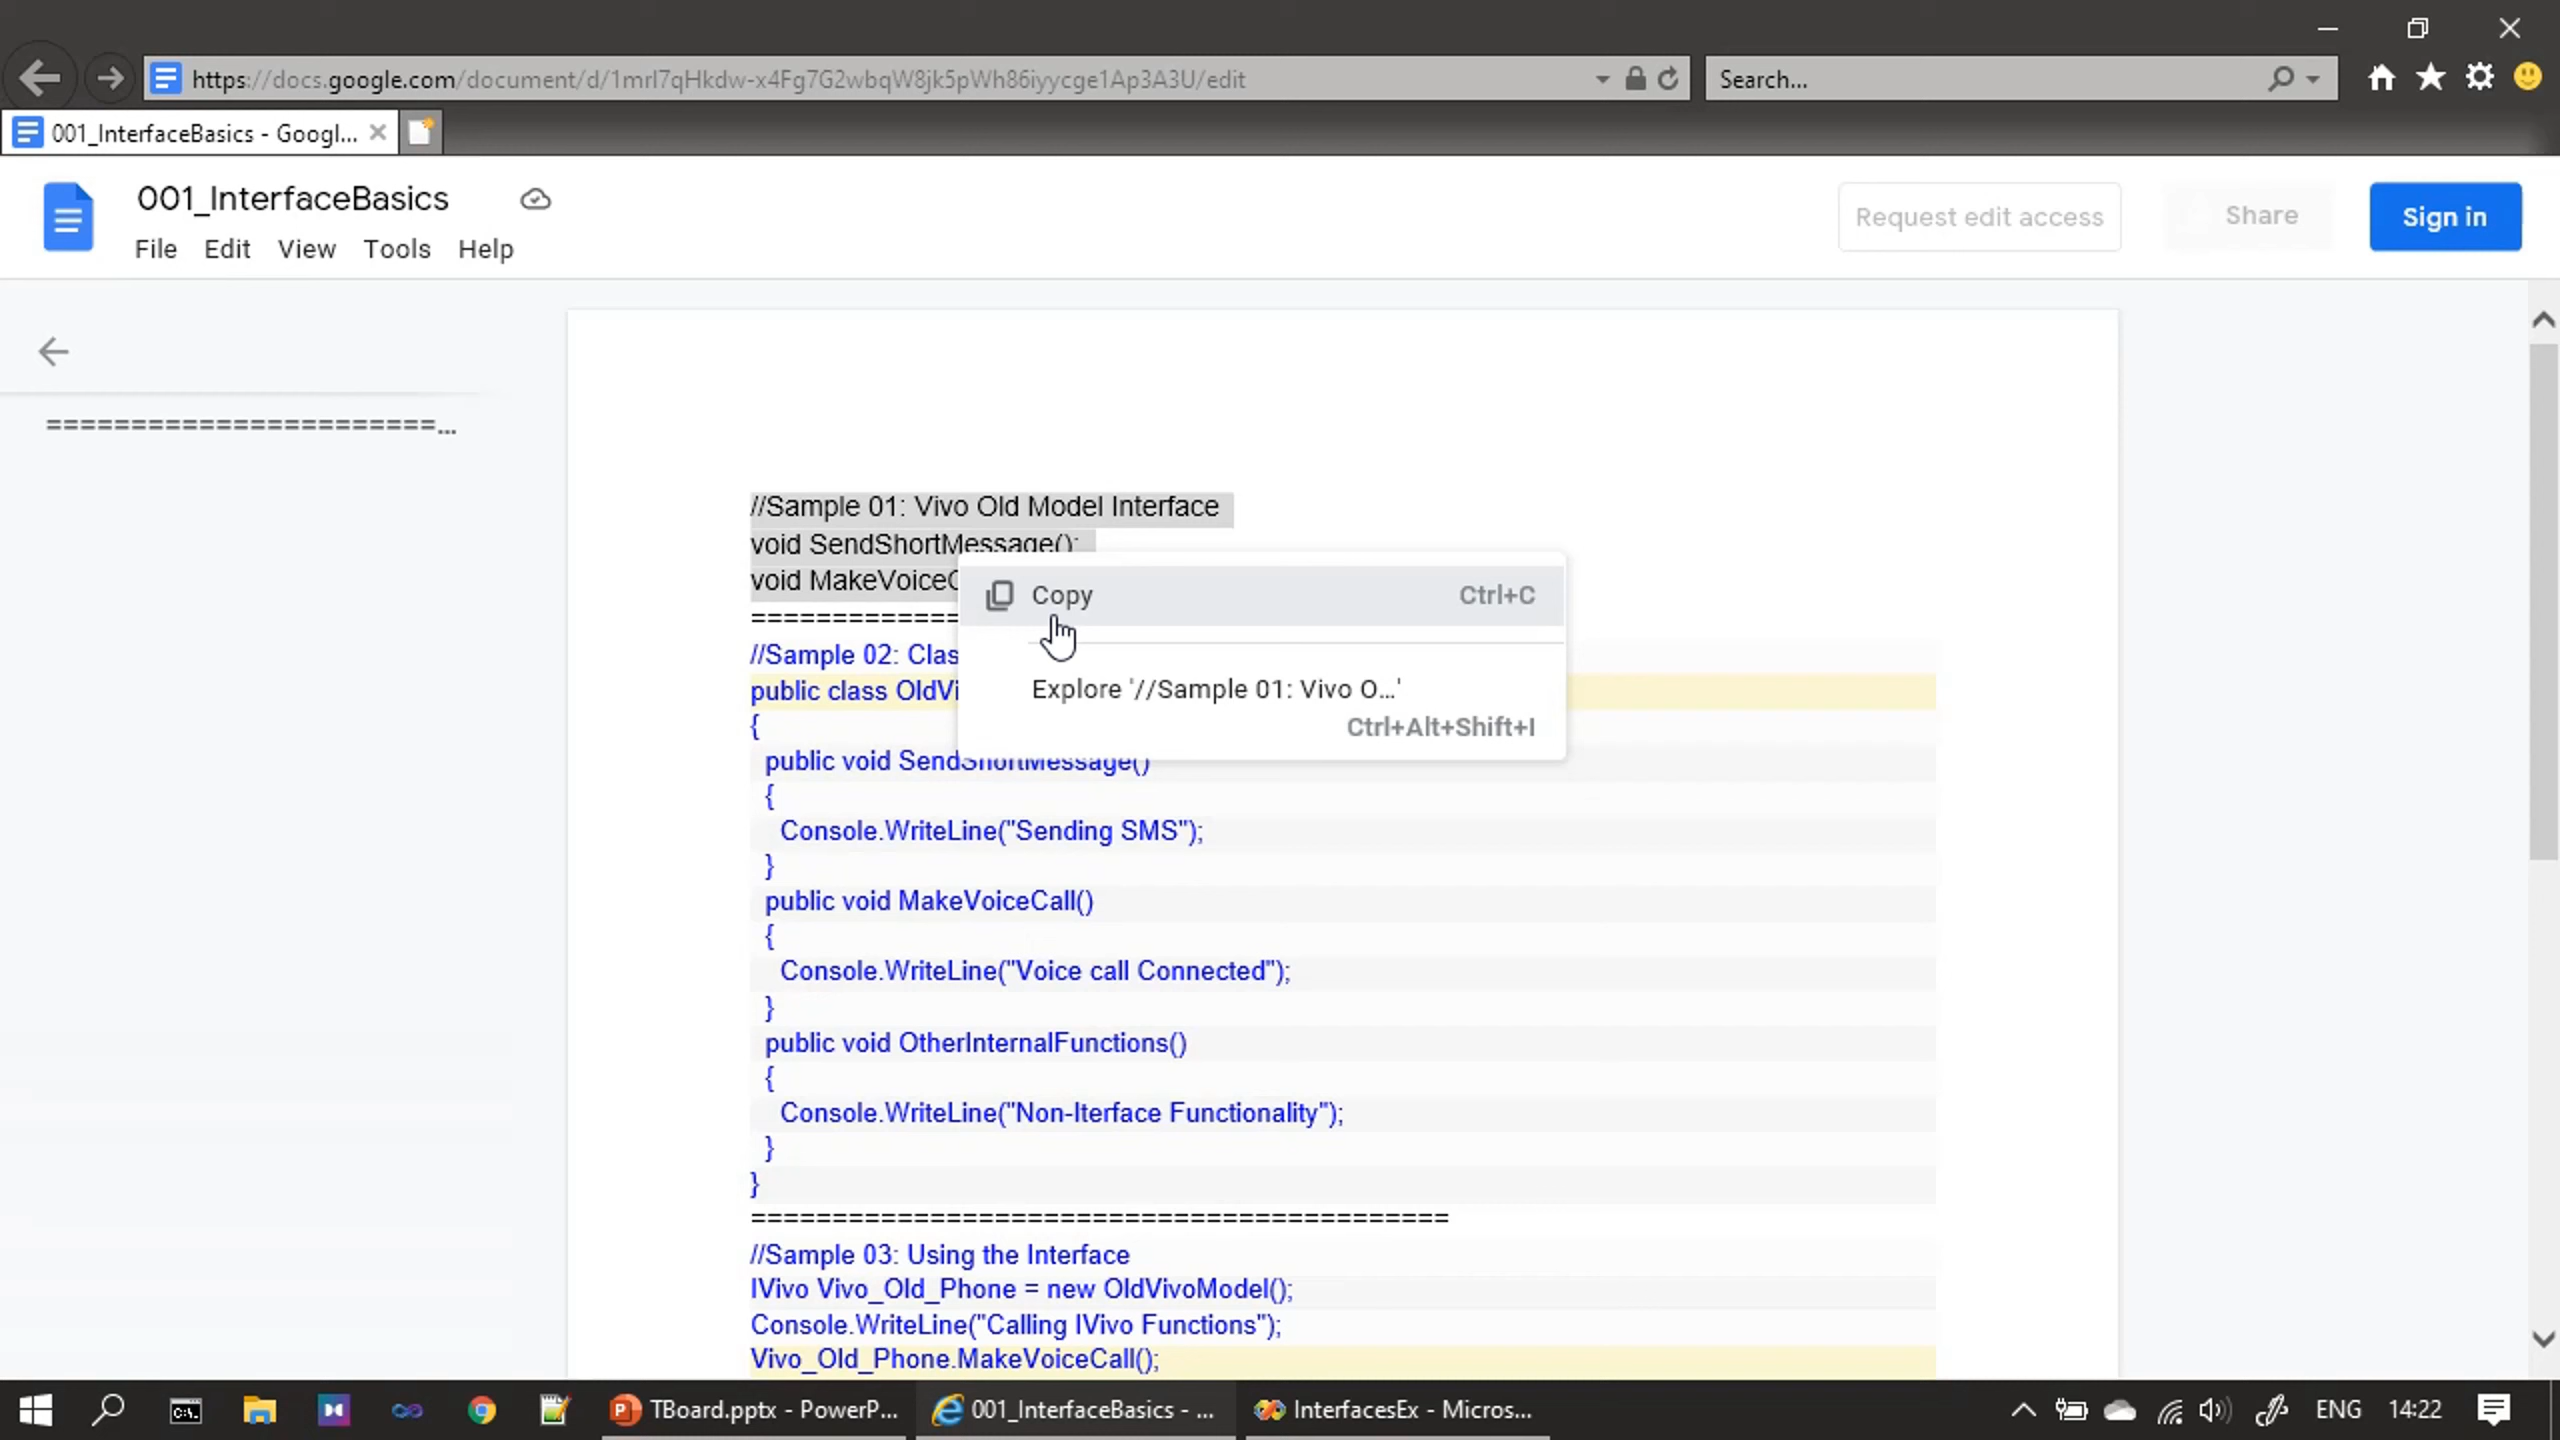 https://docs.google.com/document/d/1mrI7qHkdw-x4Fg7G2wbqW8jk5pWh86iyycge1Ap3A3U/edit
Search...
001_InterfaceBasics - Googl...
001_InterfaceBasics
Request edit access
Share
Sign in
File Edit View Tools Help
=======================...
//Sample 01: Vivo Old Model Interface
void SendShortMessage();
void MakeVoiceC
Copy Ctrl+C
=============
//Sample 02: Clas
Explore '//Sample 01: Vivo O...'
public class OldVi
Ctrl+Alt+Shift+I
{
public void SendShortMessage()
{
Console.WriteLine("Sending SMS");
}
public void MakeVoiceCall()
{
Console.WriteLine("Voice call Connected");
}
public void OtherInternalFunctions()
{
Console.WriteLine("Non-Iterface Functionality");
}
}
===========================================
//Sample 03: Using the Interface
IVivo Vivo_Old_Phone = new OldVivoModel();
Console.WriteLine("Calling IVivo Functions");
Vivo_Old_Phone.MakeVoiceCall();
TBoard.pptx - PowerP...
001_InterfaceBasics - ...
InterfacesEx - Micros...
ENG
14:22